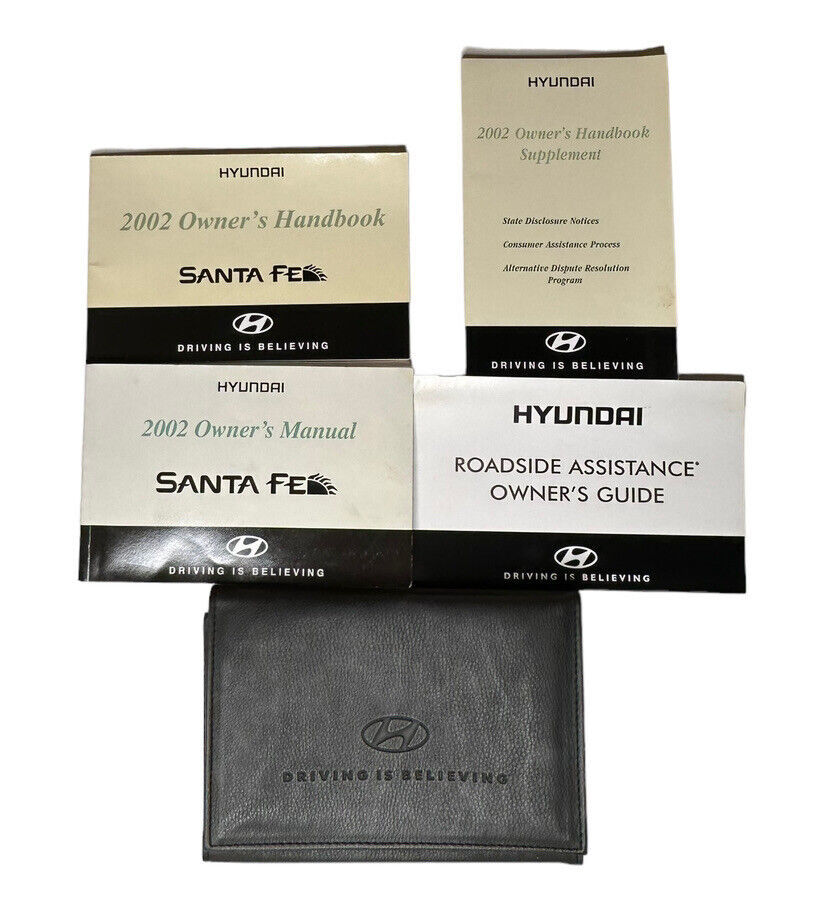 HYUNDAI
2002 Owner's Handbook
SANTA FE
DRIVING IS BELIEVING
HYUNDAI
2002 Owner's Handbook
Supplement
State Disclosure Notices
Consumer Assistance Process
Alternative Dispute Resolution
Program
DRIVING IS BELIEVING
HYUNDAI
2002 Owner's Manual
SANTA FE
DRIVING IS BELIEVING
HYUNDAI
ROADSIDE ASSISTANCE*
OWNER'S GUIDE
DRIVING IS BELIEVING
DRIVING IS BELIEVING